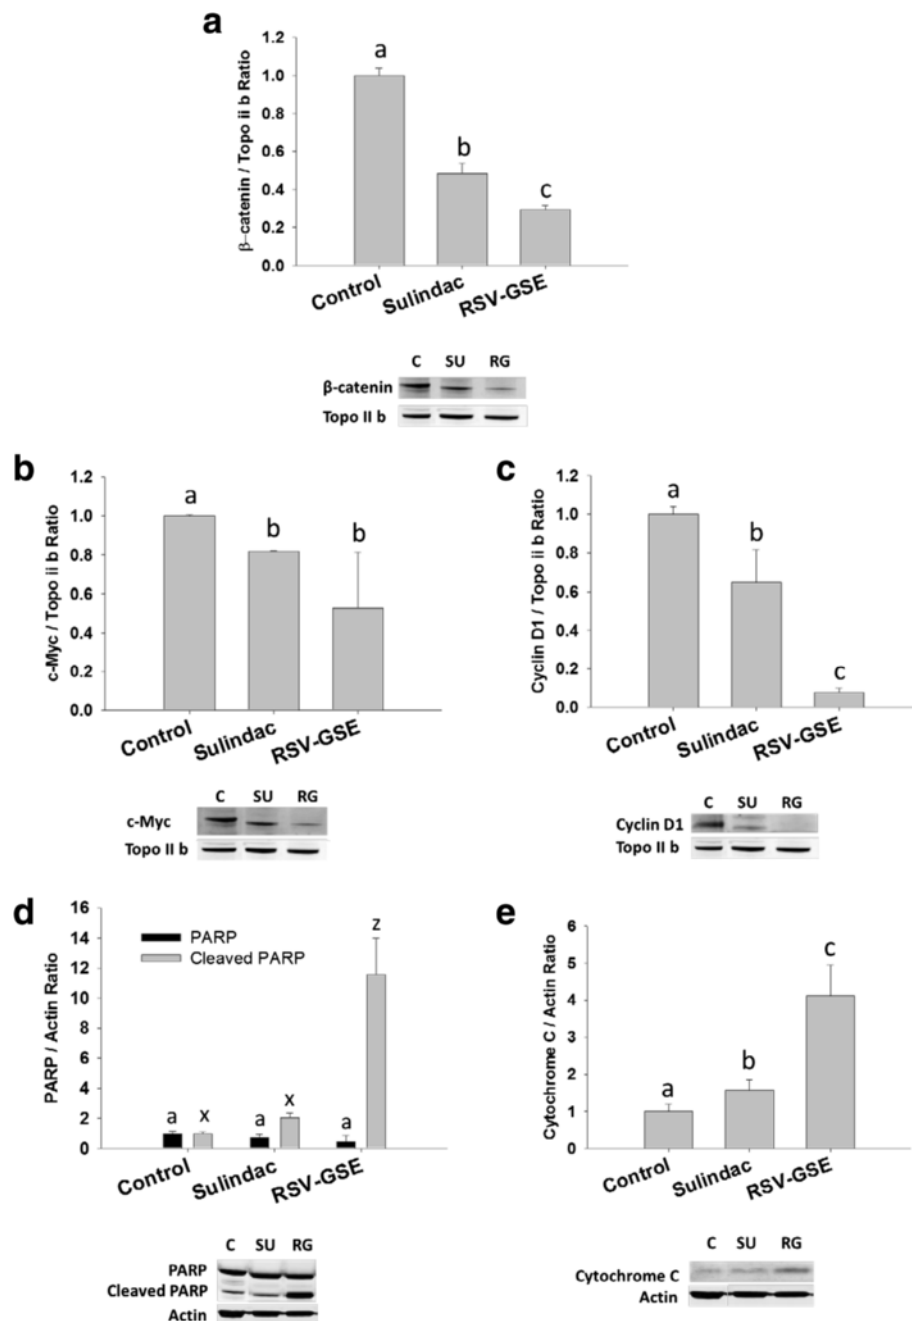 a
β-catenin / Topo ii b Ratio
1.2
1.0
0.8
0.6
0.4
0.2
0.0
a
b
c
Control
Sulindac
RSV-GSE
C SU RG
β-catenin
Topo II b
b
c-Myc / Topo ii b Ratio
1.2
1.0
0.8
0.6
0.4
0.2
0.0
a
b
b
Control
Sulindac
RSV-GSE
C SU RG
c-Myc
Topo II b
c
Cyclin D1 / Topo ii b Ratio
1.2
1.0
0.8
0.6
0.4
0.2
0.0
a
b
c
Control
Sulindac
RSV-GSE
C SU RG
Cyclin D1
Topo II b
d
PARP / Actin Ratio
16
14
12
10
8
6
4
2
0
PARP
Cleaved PARP
a x
a x
a z
Control
Sulindac
RSV-GSE
C SU RG
PARP
Cleaved PARP
Actin
e
Cytochrome C / Actin Ratio
6
5
4
3
2
1
0
a
b
c
Control
Sulindac
RSV-GSE
C SU RG
Cytochrome C
Actin